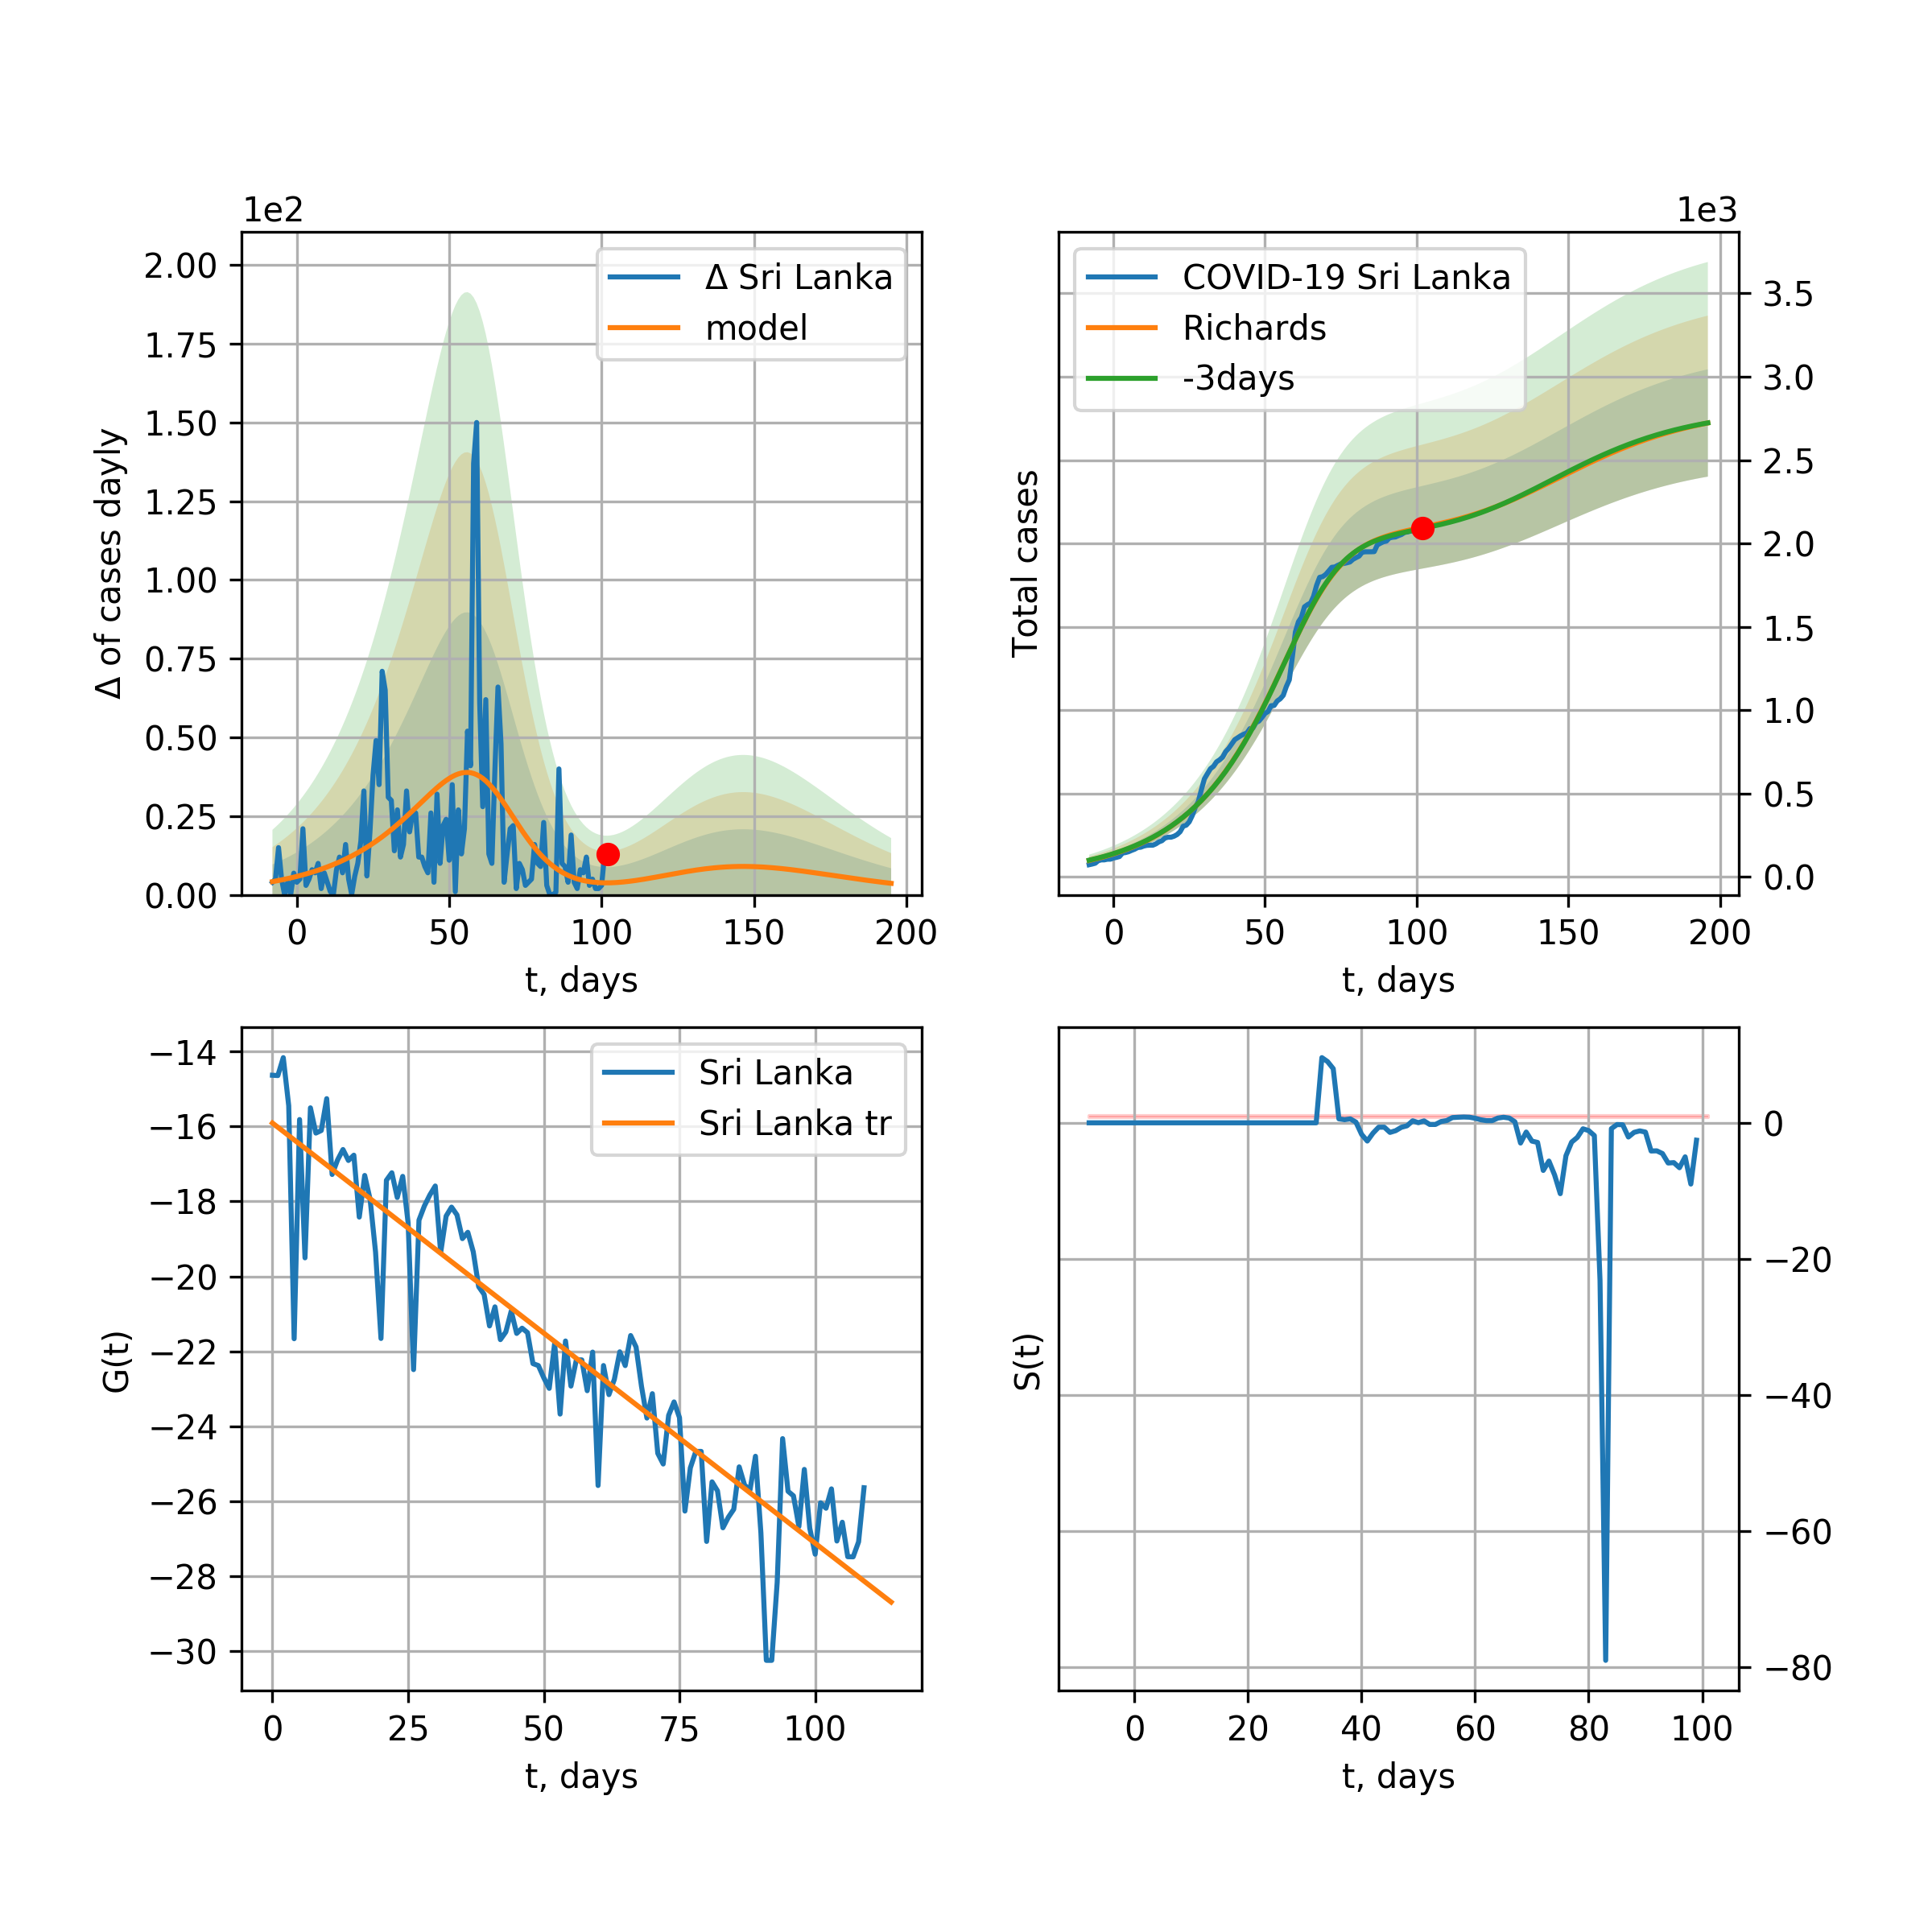 1e2
2.00
1.75
1.50
1.25
1.00
0.75
0.50
0.25
0.00
Δ of cases dayly
Δ Sri Lanka
model
0 50 100 150 200
t, days
1e3
COVID-19 Sri Lanka
Richards
-3days
Total cases
3.5
3.0
2.5
2.0
1.5
1.0
0.5
0.0
0 50 100 150 200
t, days
−14
−16
−18
−20
−22
−24
−26
−28
−30
G(t)
Sri Lanka
Sri Lanka tr
0 25 50 75 100
t, days
S(t)
0
−20
−40
−60
−80
0 20 40 60 80 100
t, days